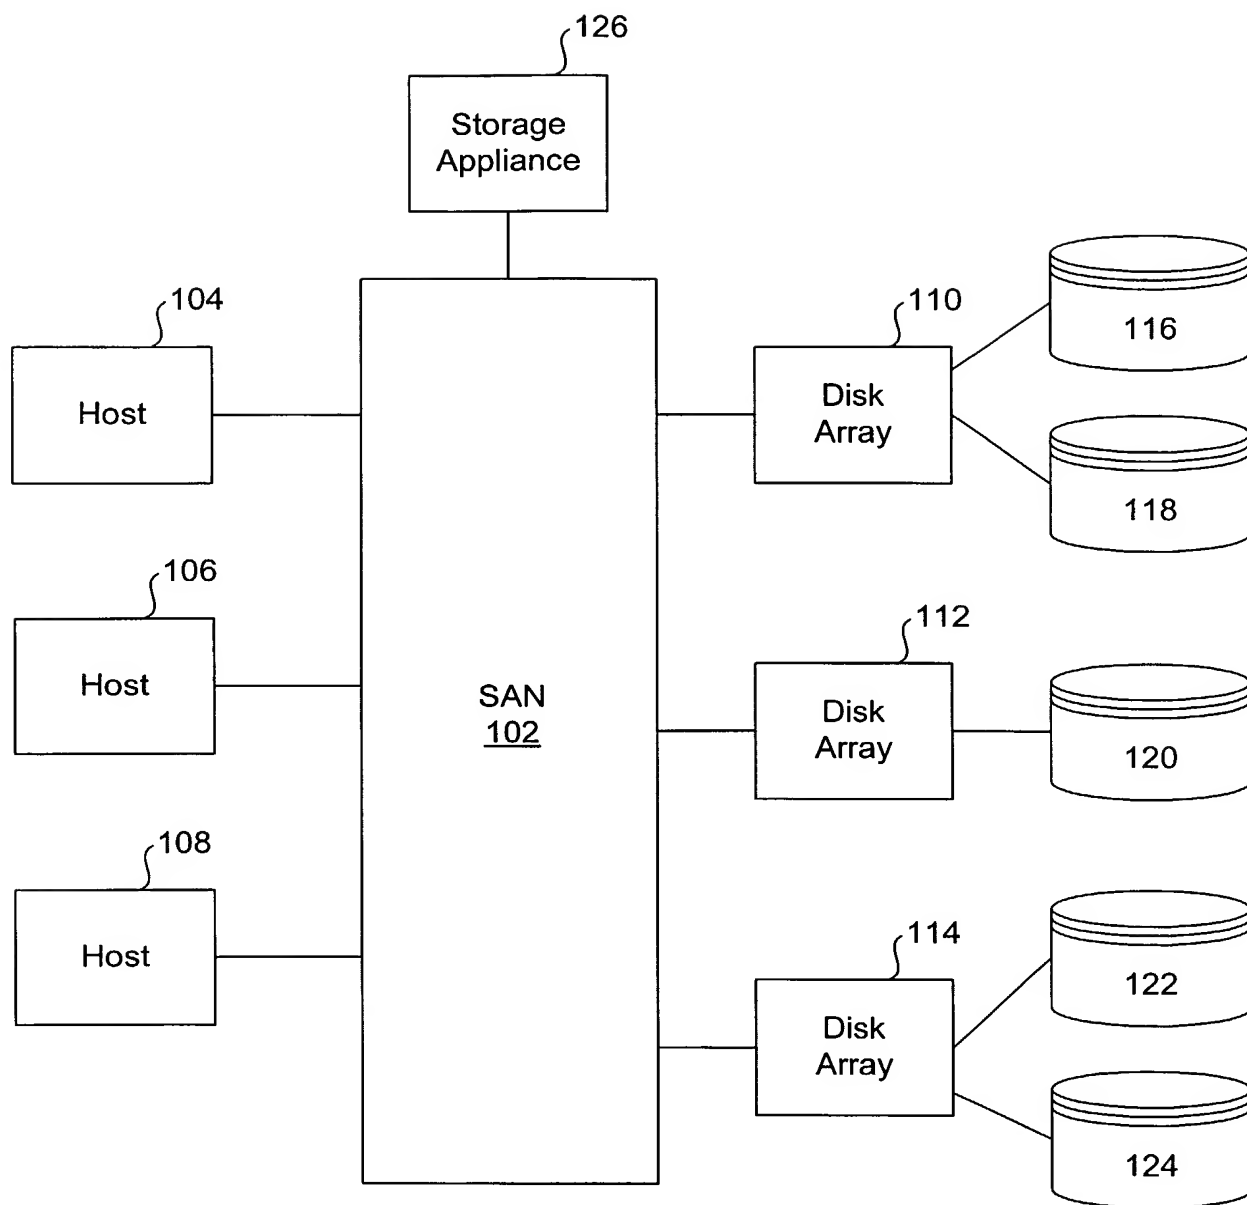 126
Storage
Appliance
104
Host
110
Disk
Array
116
118
106
Host
SAN
102
112
Disk
Array
120
108
Host
114
Disk
Array
122
124